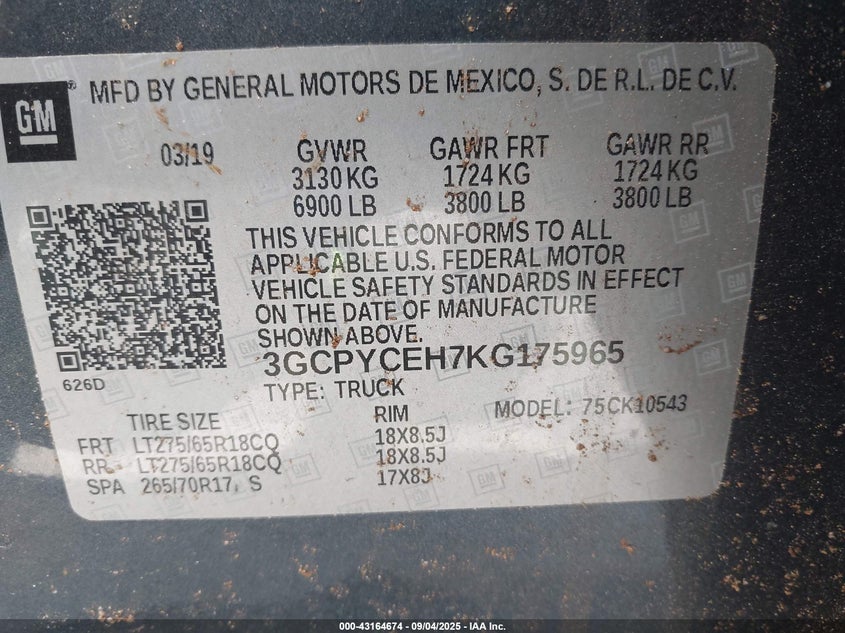 GM
MFD BY GENERAL MOTORS DE MEXICO, S. DE R.L. DE C.V.
03/19 GVWR GAWR FRT GAWR RR
3130 KG 1724 KG 1724 KG
6900 LB 3800 LB 3800 LB
THIS VEHICLE CONFORMS TO ALL
APPLICABLE U.S. FEDERAL MOTOR
VEHICLE SAFETY STANDARDS IN EFFECT
ON THE DATE OF MANUFACTURE
SHOWN ABOVE.
3GCPYCEH7KG175965
626D
TYPE: TRUCK
TIRE SIZE RIM MODEL: 75CK10543
FRT LT275/65R18CQ 18X8.5J
RR LT275/65R18CQ 18X8.5J
SPA 265/70R17, S 17X8J
000-43164674 - 09/04/2025 - IAA Inc.